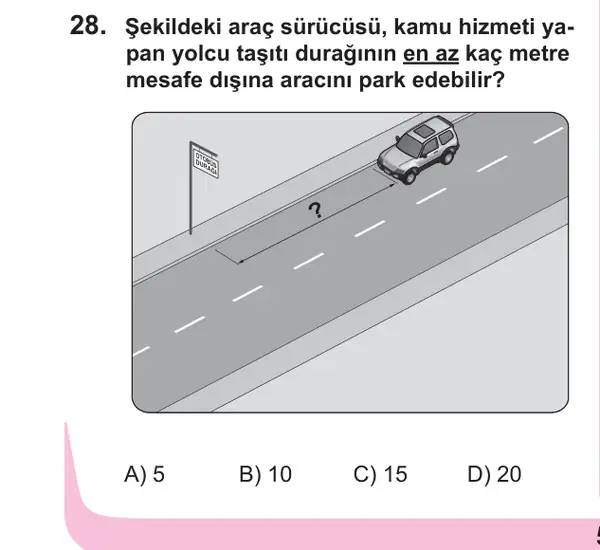 28. Şekildeki araç sürücüsü, kamu hizmeti ya-
pan yolcu taşıtı durağının en az kaç metre
mesafe dışına aracını park edebilir?
OTOBÜS
DURAĞI
?
A) 5 B) 10 C) 15 D) 20